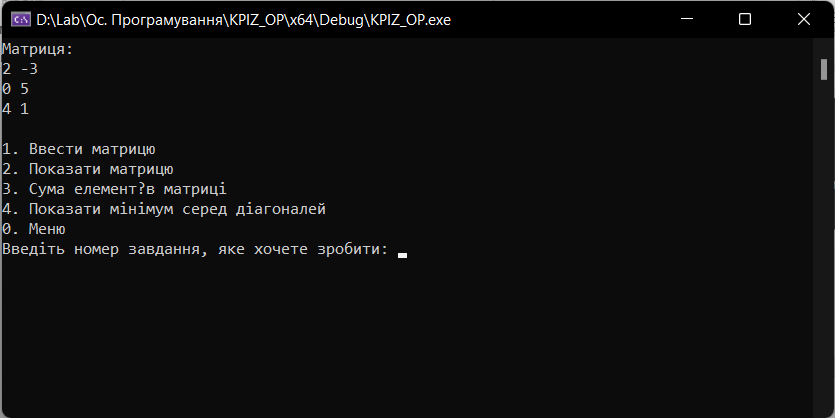 D:\Lab\Ос. Програмування\KPIZ_OP\x64\Debug\KPIZ_OP.exe
Матриця:
2 -3
0 5
4 1
1. Ввести матрицю
2. Показати матрицю
3. Сума елемент?в матриці
4. Показати мінімум серед діагоналей
0. Меню
Введіть номер завдання, яке хочете зробити: